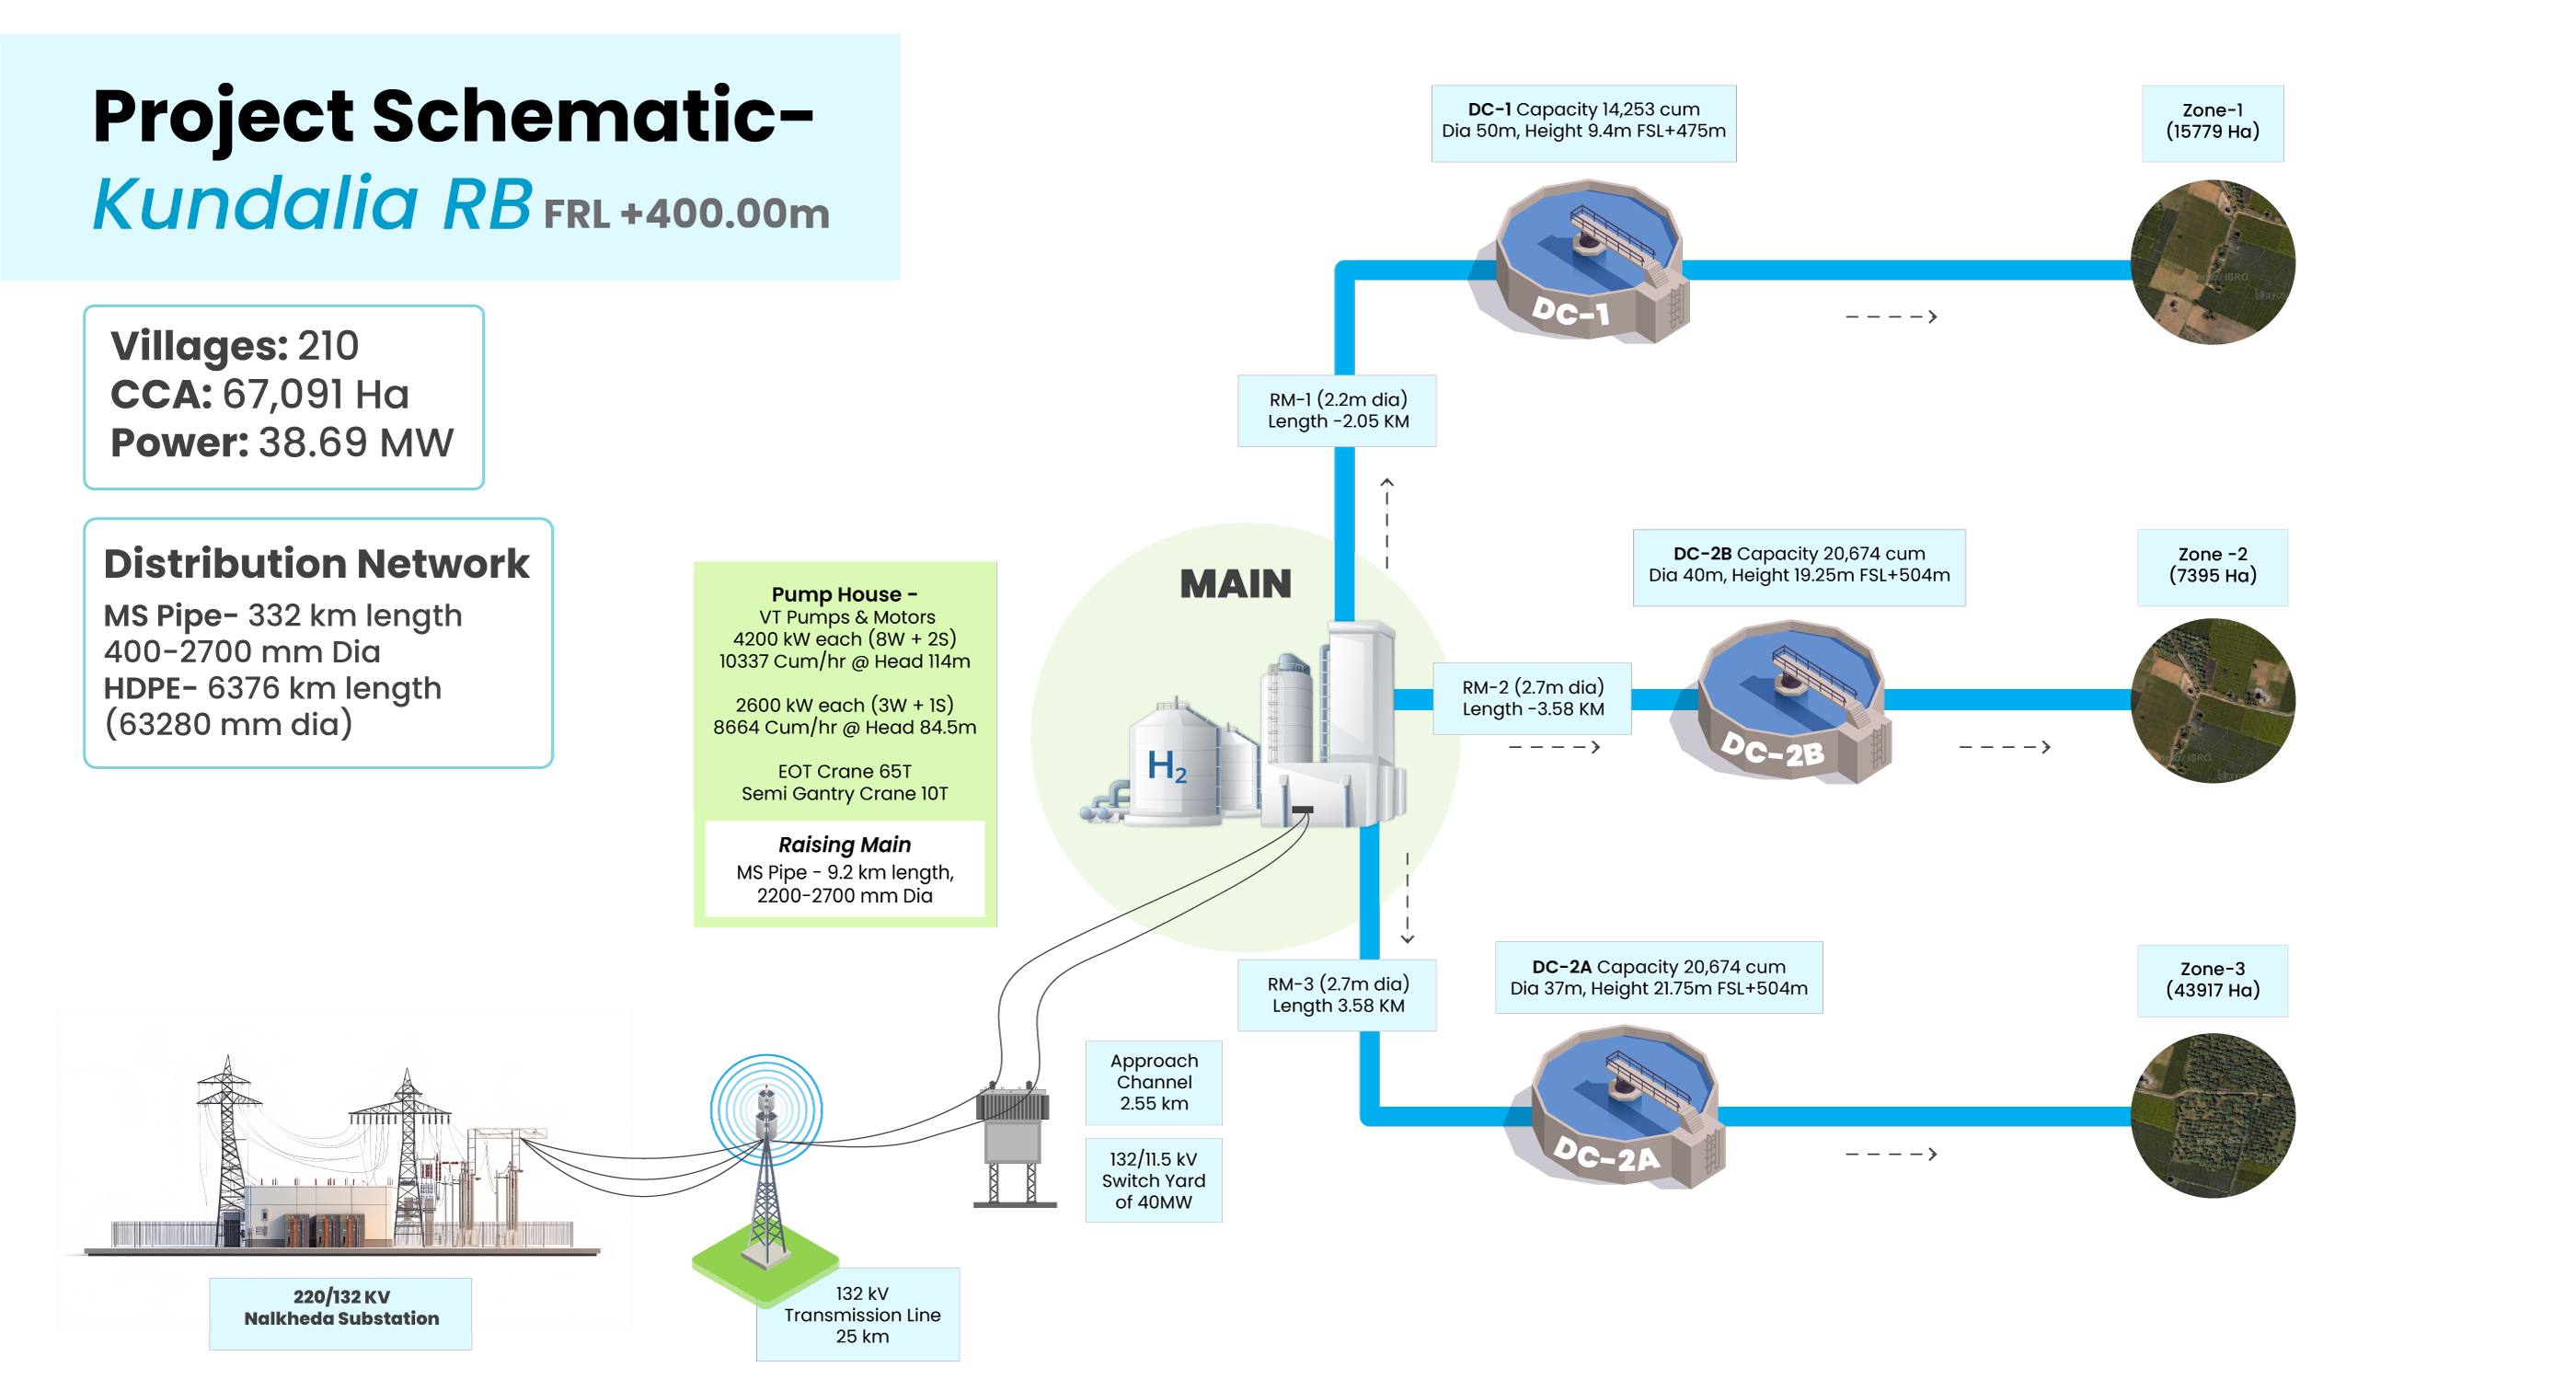 Project Schematic-
Kundalia RB FRL +400.00m
Villages: 210
CCA: 67,091 Ha
Power: 38.69 MW
Distribution Network
MS Pipe- 332 km length
400-2700 mm Dia
HDPE- 6376 km length
(63280 mm dia)
Pump House -
VT Pumps & Motors
4200 kW each (8W + 2S)
10337 Cum/hr @ Head 114m
2600 kW each (3W + 1S)
8664 Cum/hr @ Head 84.5m
EOT Crane 65T
Semi Gantry Crane 10T
Raising Main
MS Pipe - 9.2 km length,
2200-2700 mm Dia
MAIN
H2
RM-1 (2.2m dia)
Length -2.05 KM
DC-1 Capacity 14,253 cum
Dia 50m, Height 9.4m FSL+475m
DC-1
Zone-1
(15779 Ha)
RM-2 (2.7m dia)
Length -3.58 KM
DC-2B Capacity 20,674 cum
Dia 40m, Height 19.25m FSL+504m
DC-2B
Zone -2
(7395 Ha)
RM-3 (2.7m dia)
Length 3.58 KM
DC-2A Capacity 20,674 cum
Dia 37m, Height 21.75m FSL+504m
DC-2A
Zone-3
(43917 Ha)
Approach
Channel
2.55 km
132/11.5 kV
Switch Yard
of 40MW
220/132 KV
Nalkheda Substation
132 kV
Transmission Line
25 km